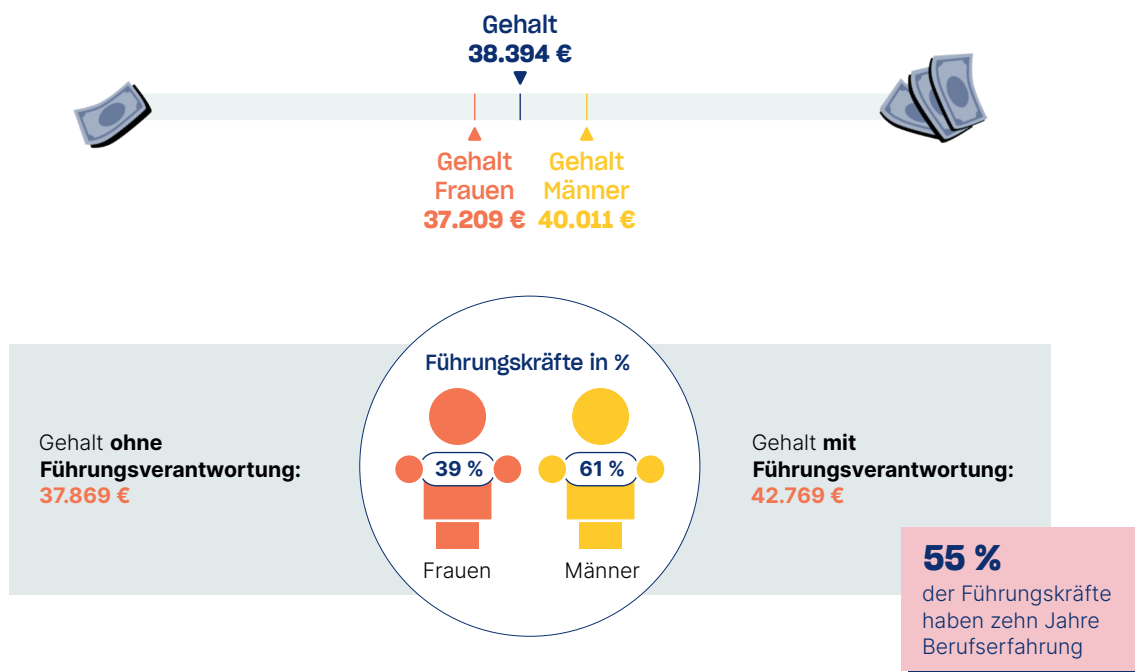 Gehalt
38.394 €
Gehalt
Frauen
37.209 €
Gehalt
Männer
40.011 €
Führungskräfte in %
39 %
61 %
Frauen
Männer
Gehalt ohne
Führungsverantwortung:
37.869 €
Gehalt mit
Führungsverantwortung:
42.769 €
55 %
der Führungskräfte
haben zehn Jahre
Berufserfahrung